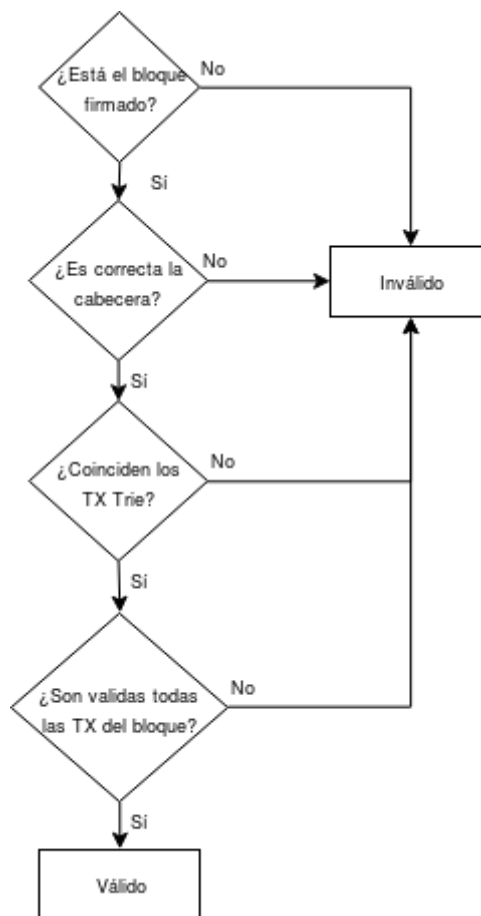 ¿Está el bloque
firmado?
No
Sí
¿Es correcta la
cabecera?
No
Inválido
Sí
¿Coinciden los
TX Trie?
No
Sí
¿Son validas todas
las TX del bloque?
No
Sí
Válido